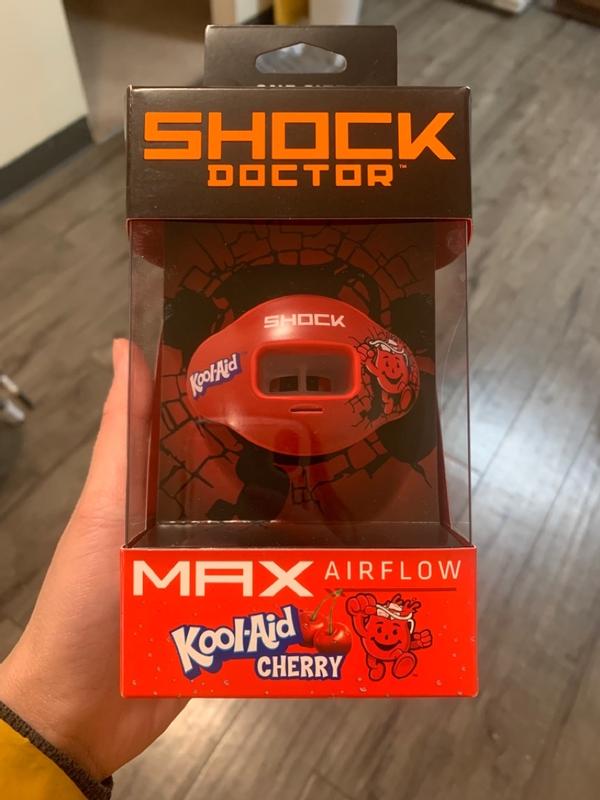 SHOCK
DOCTOR™
SHOCK
Kool-Aid
MAX AIRFLOW
Kool-Aid
CHERRY